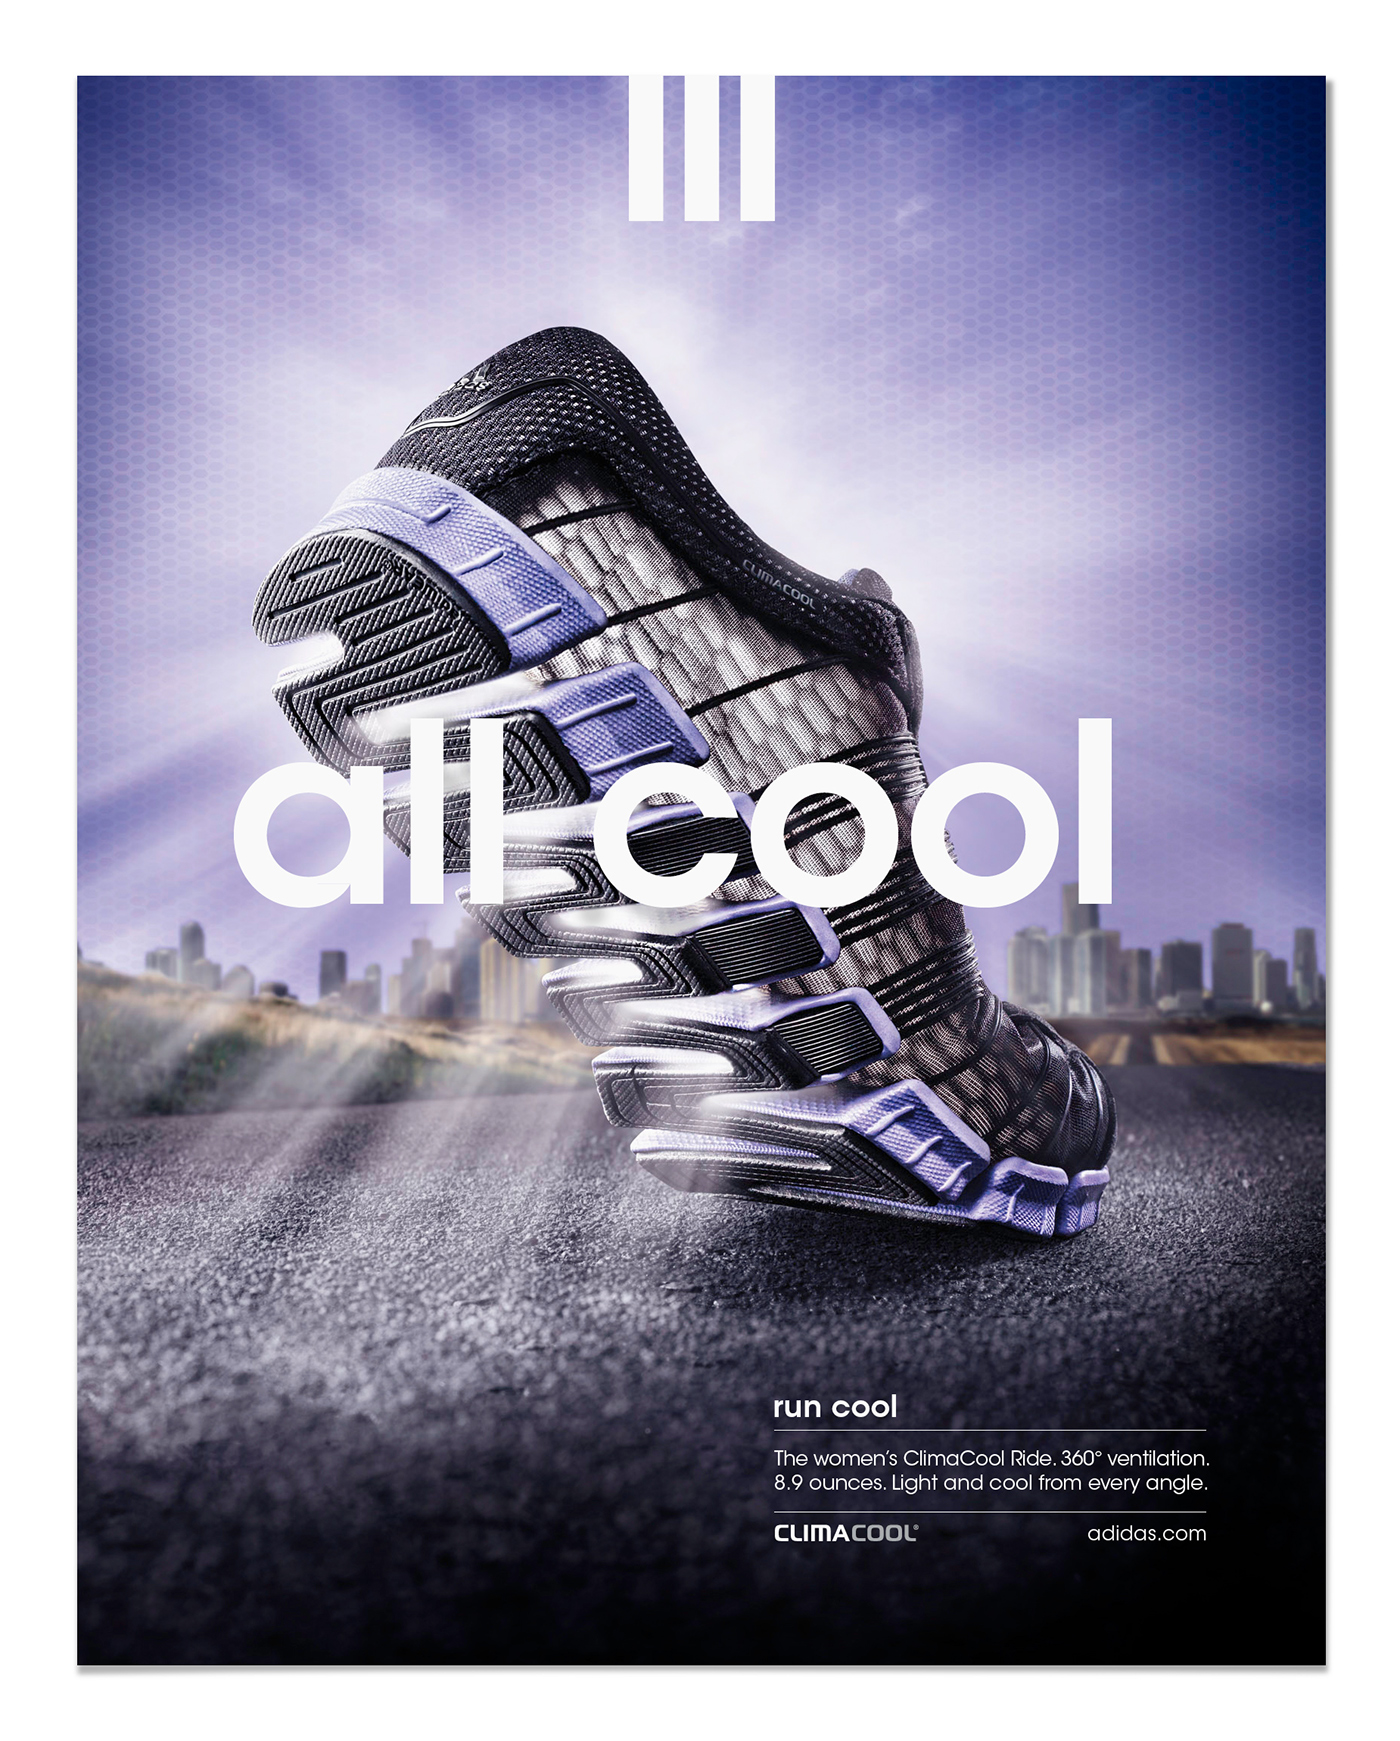 CLIMACOOL
all cool
run cool
The women's ClimaCool Ride. 360° ventilation.
8.9 ounces. Light and cool from every angle.
CLIMACOOL®
adidas.com